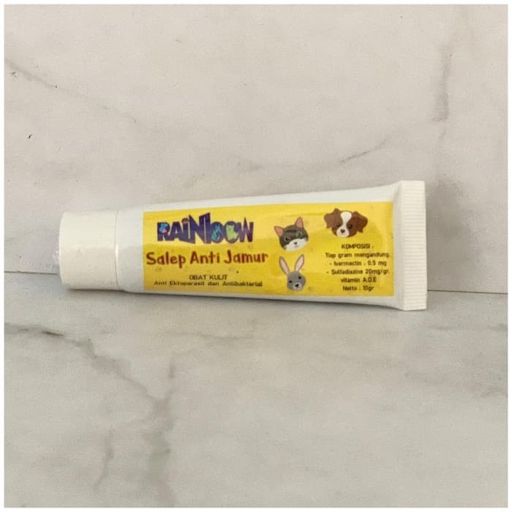 RAINBOW
Salep Anti Jamur
OBAT KULIT
Anti Ektoparasit dan Antibakterial
KOMPOSISI :
Tiap gram mengandung
- Ivermectin : 0,5 mg
- Sulfadiazine 20mg/gr.
vitamin A,D,E
Netto : 10gr